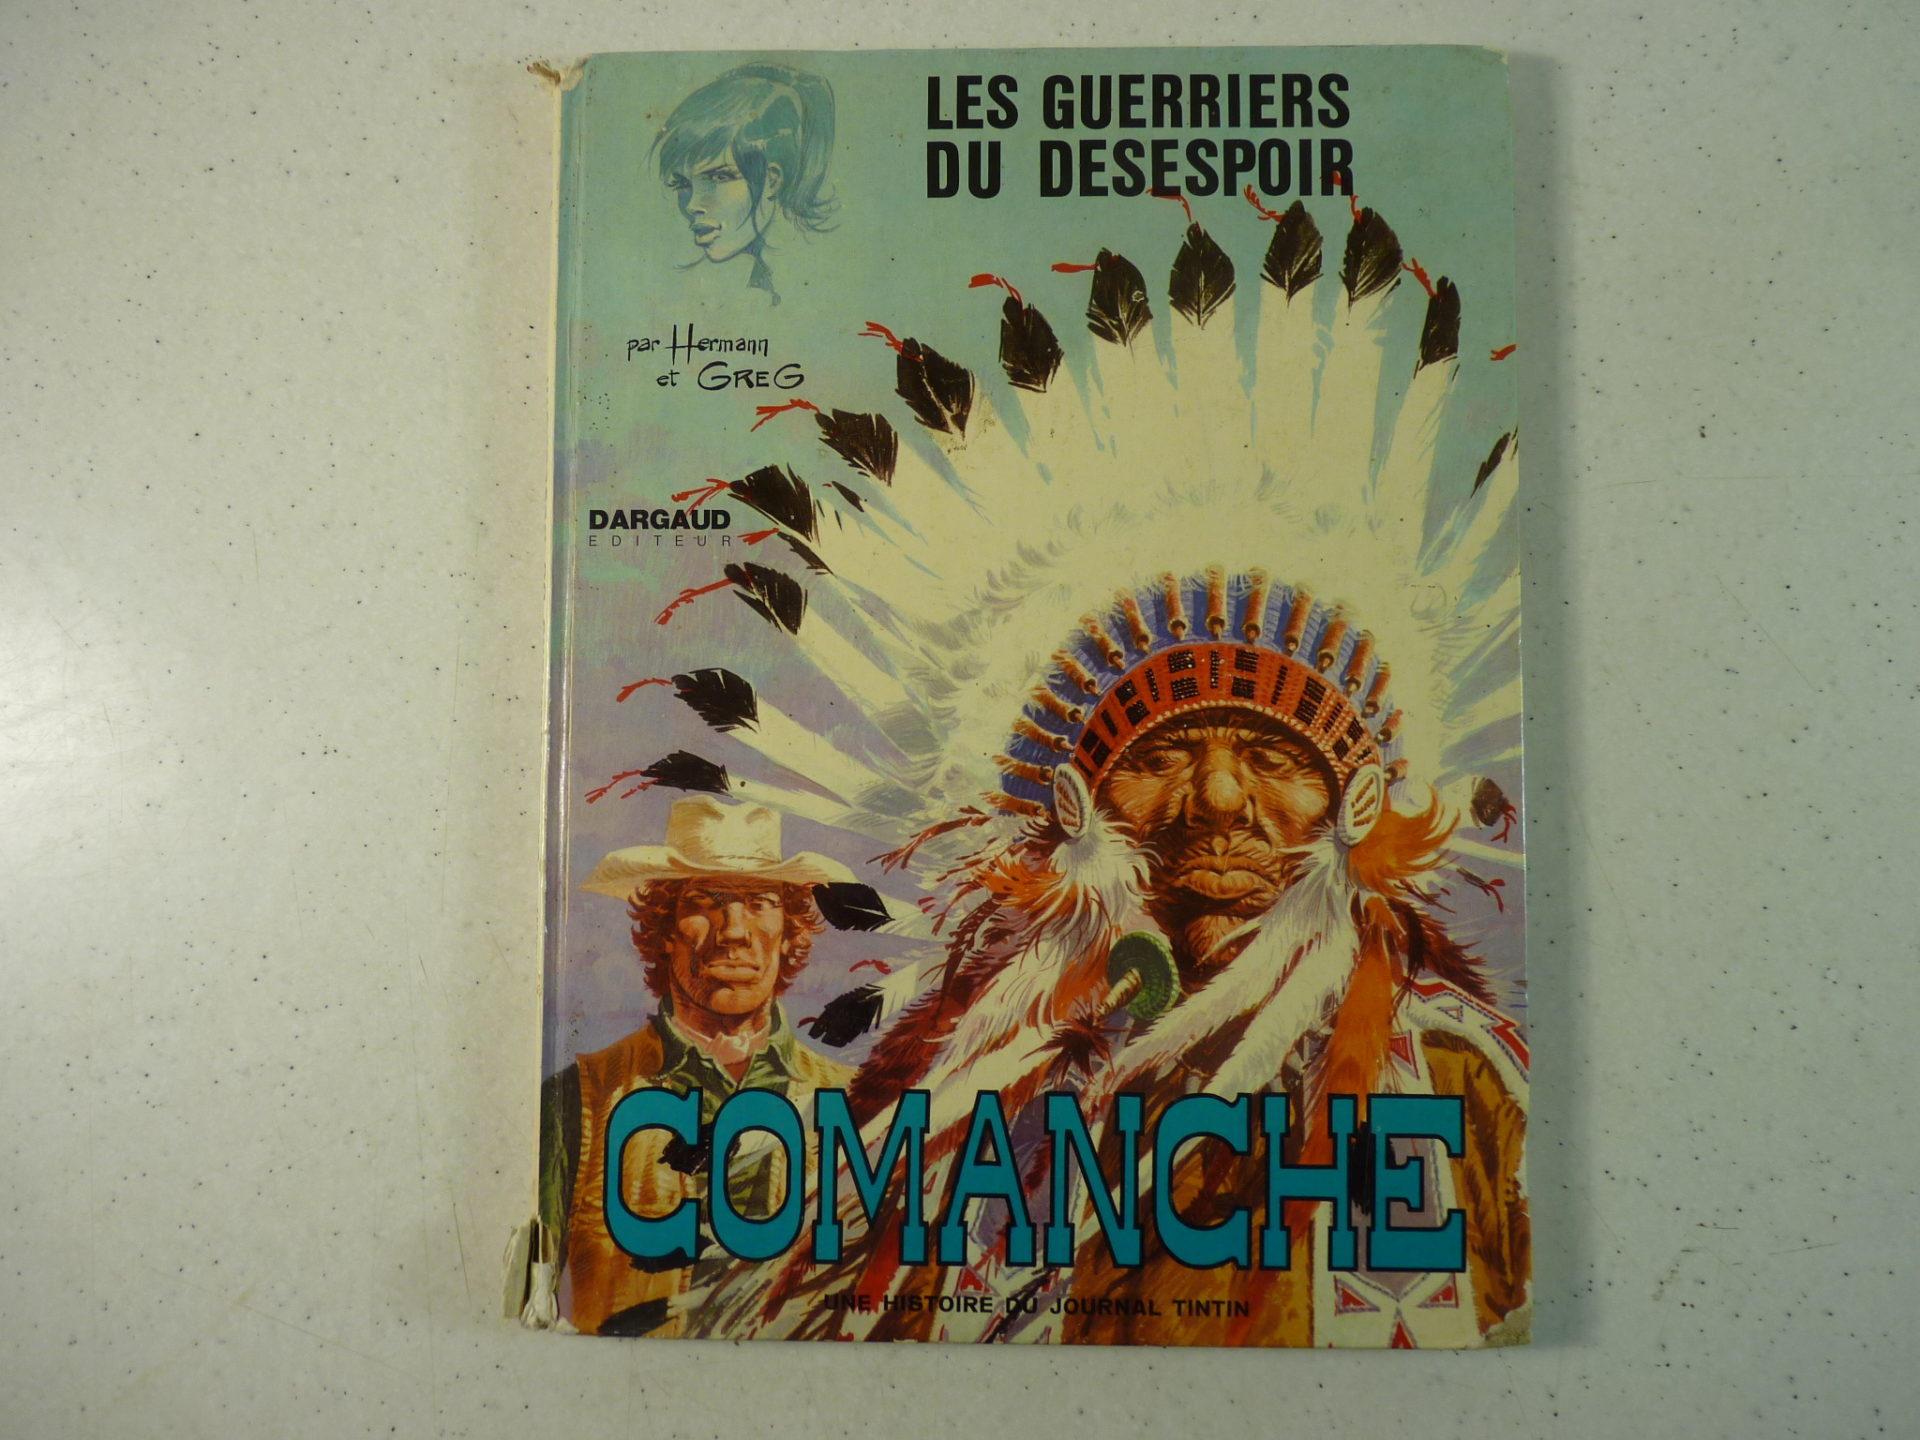 LES GUERRIERS
DU DESESPOIR
par Hermann
et GREG
DARGAUD
EDITEUR
COMANCHE
UNE HISTOIRE DU JOURNAL TINTIN